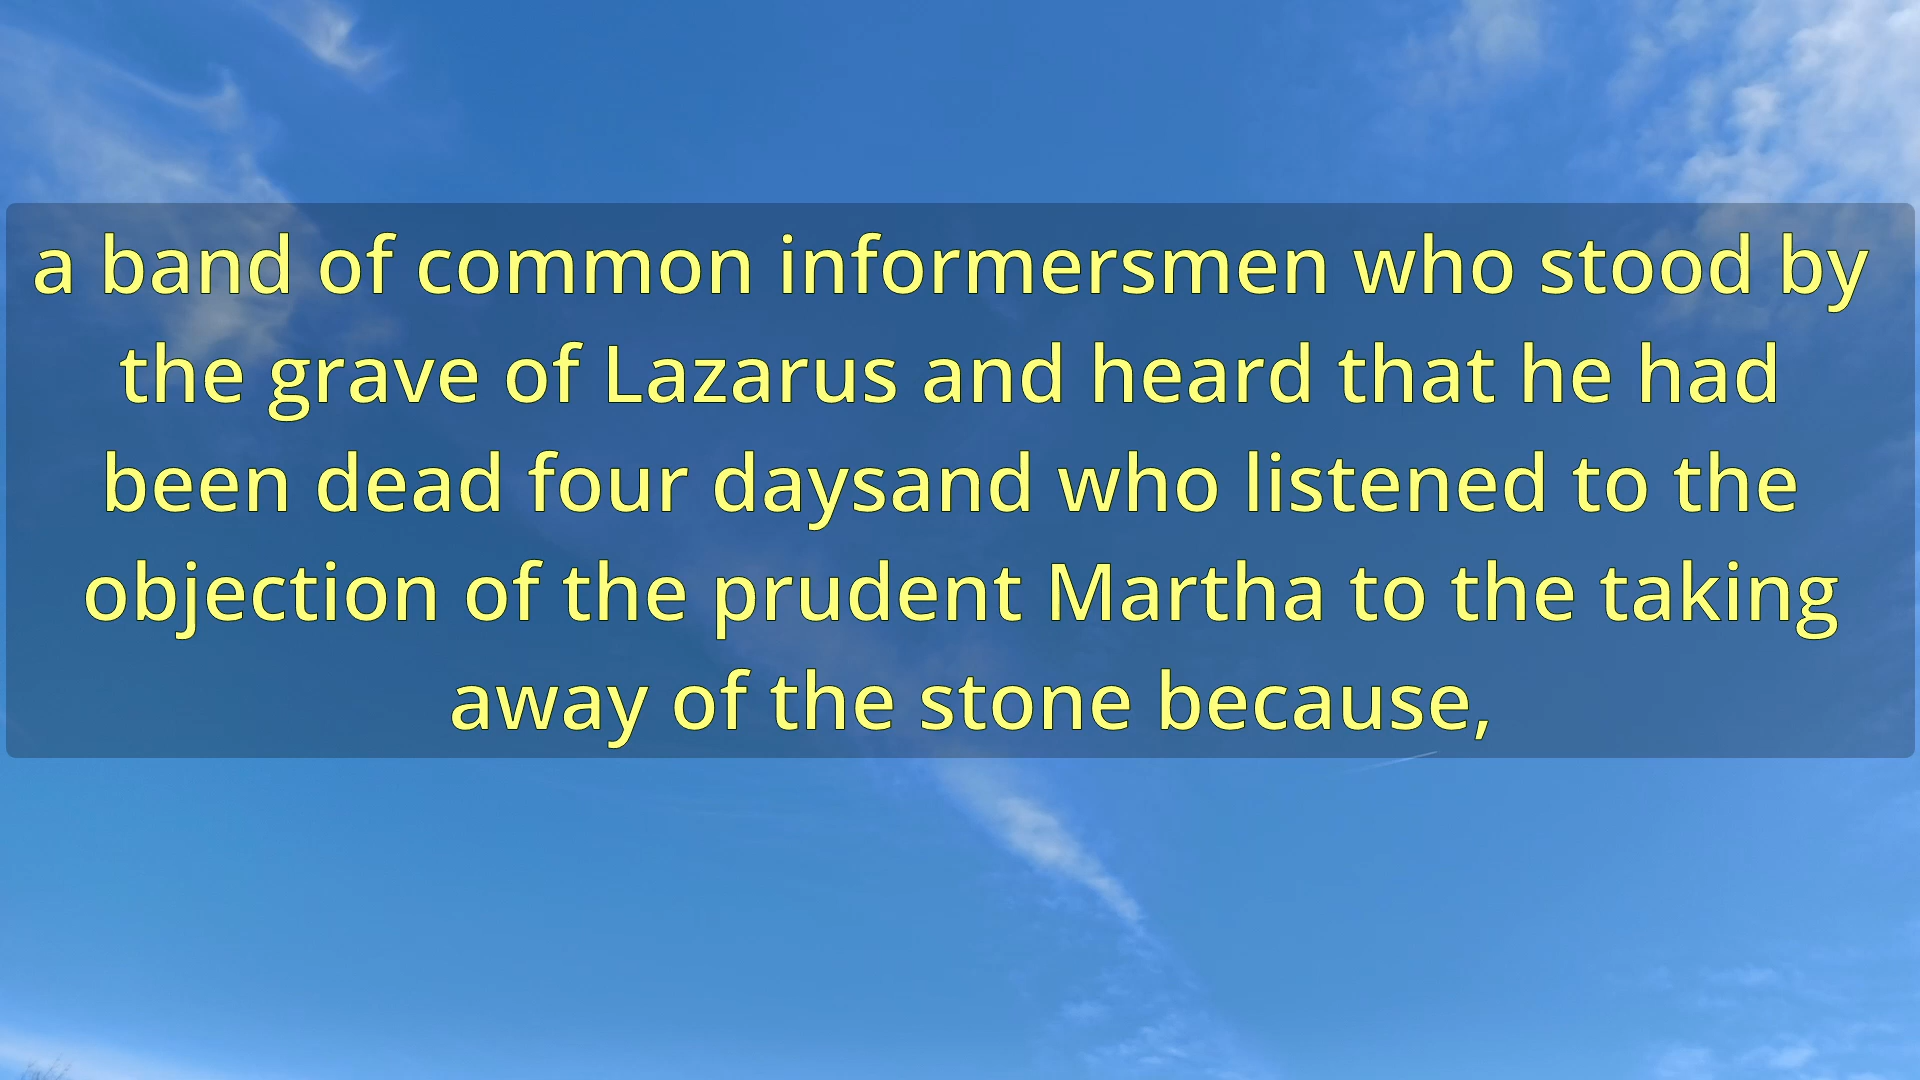 a band of common informersmen who stood by
the grave of Lazarus and heard that he had
been dead four daysand who listened to the
objection of the prudent Martha to the taking
away of the stone because,